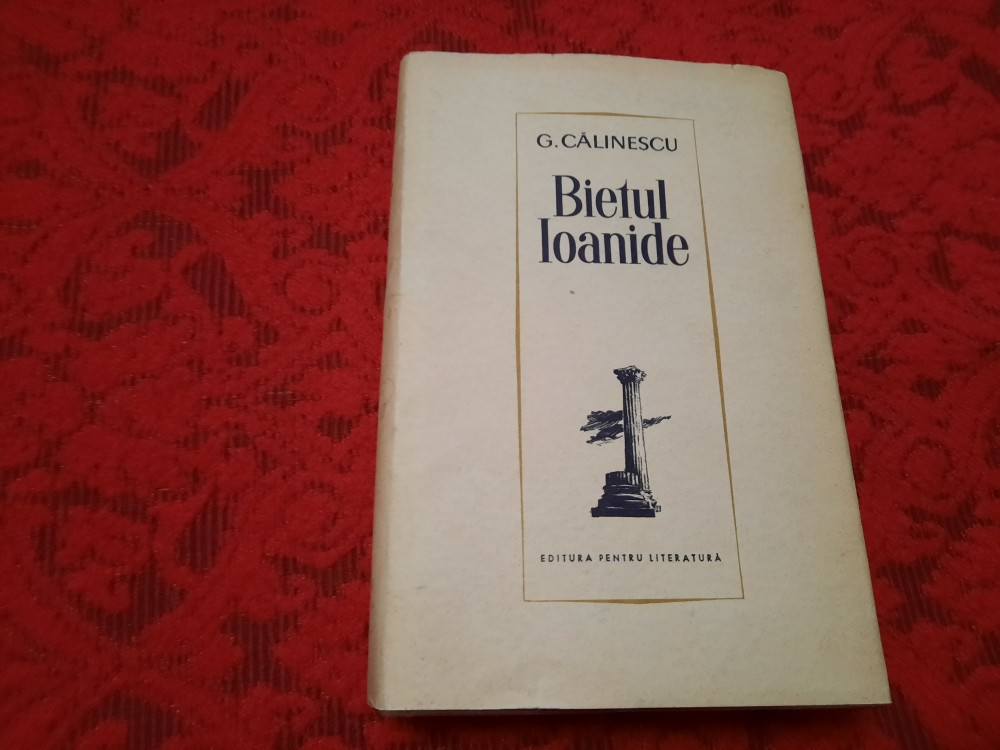 G. CĂLINESCU
Bietul
Ioanide
EDITURA PENTRU LITERATURĂ